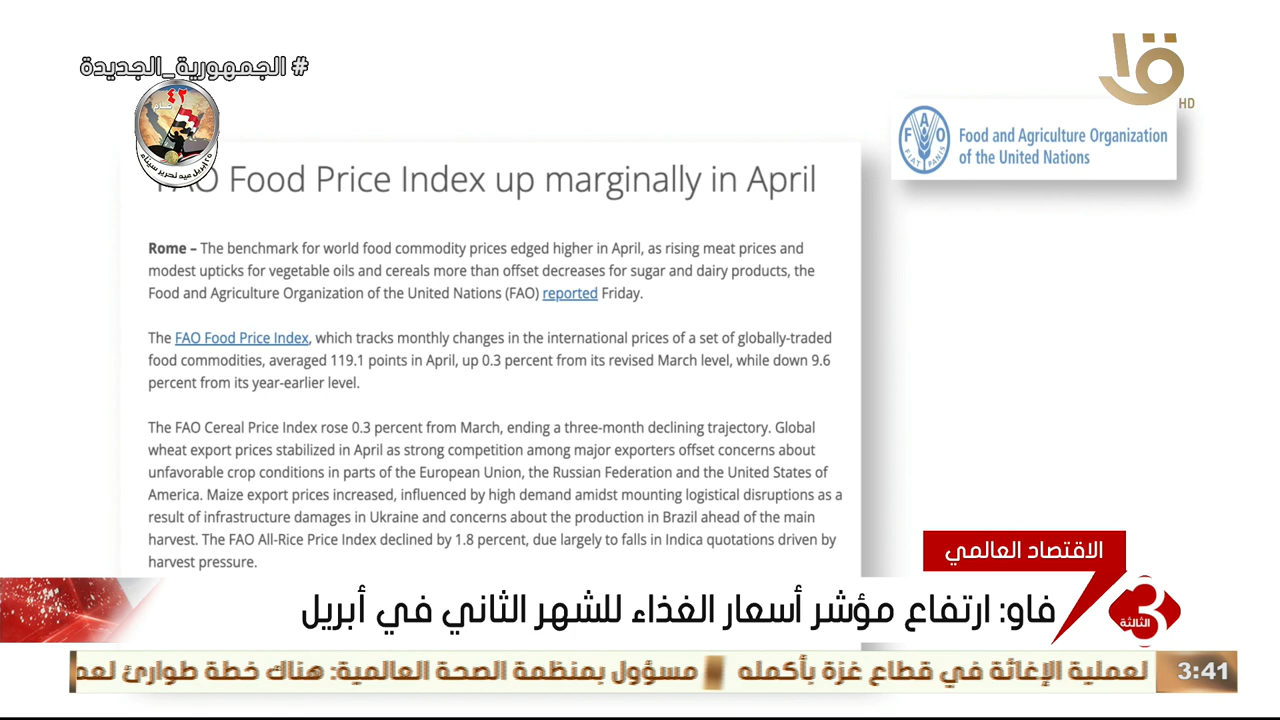 # الجمهورية_الجديدة
HD
٤٢
عام
٢٥ ابريل عيد تحرير سيناء
FAO
FIAT PANIS
Food and Agriculture Organization
of the United Nations
FAO Food Price Index up marginally in April
Rome – The benchmark for world food commodity prices edged higher in April, as rising meat prices and
modest upticks for vegetable oils and cereals more than offset decreases for sugar and dairy products, the
Food and Agriculture Organization of the United Nations (FAO) reported Friday.
The FAO Food Price Index, which tracks monthly changes in the international prices of a set of globally-traded
food commodities, averaged 119.1 points in April, up 0.3 percent from its revised March level, while down 9.6
percent from its year-earlier level.
The FAO Cereal Price Index rose 0.3 percent from March, ending a three-month declining trajectory. Global
wheat export prices stabilized in April as strong competition among major exporters offset concerns about
unfavorable crop conditions in parts of the European Union, the Russian Federation and the United States of
America. Maize export prices increased, influenced by high demand amidst mounting logistical disruptions as a
result of infrastructure damages in Ukraine and concerns about the production in Brazil ahead of the main
harvest. The FAO All-Rice Price Index declined by 1.8 percent, due largely to falls in Indica quotations driven by
harvest pressure.
الاقتصاد العالمي
3
الثالثة
فاو: ارتفاع مؤشر أسعار الغذاء للشهر الثاني في أبريل
3:41
لعملية الإغاثة في قطاع غزة بأكمله
مسؤول بمنظمة الصحة العالمية: هناك خطة طوارئ